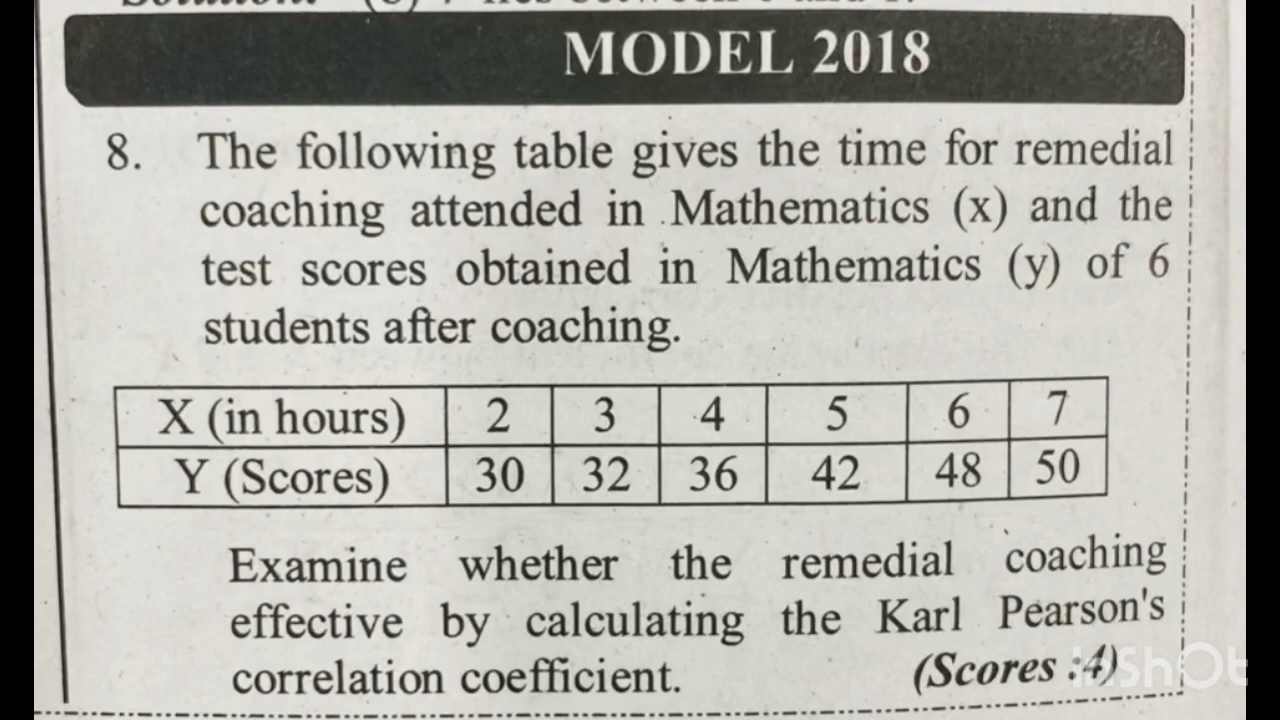 MODEL 2018
8. The following table gives the time for remedial
coaching attended in Mathematics (x) and the
test scores obtained in Mathematics (y) of 6
students after coaching.
X (in hours) 2 3 4 5 6 7
Y (Scores) 30 32 36 42 48 50
Examine whether the remedial coaching
effective by calculating the Karl Pearson's
correlation coefficient. (Scores :4)
InShOt